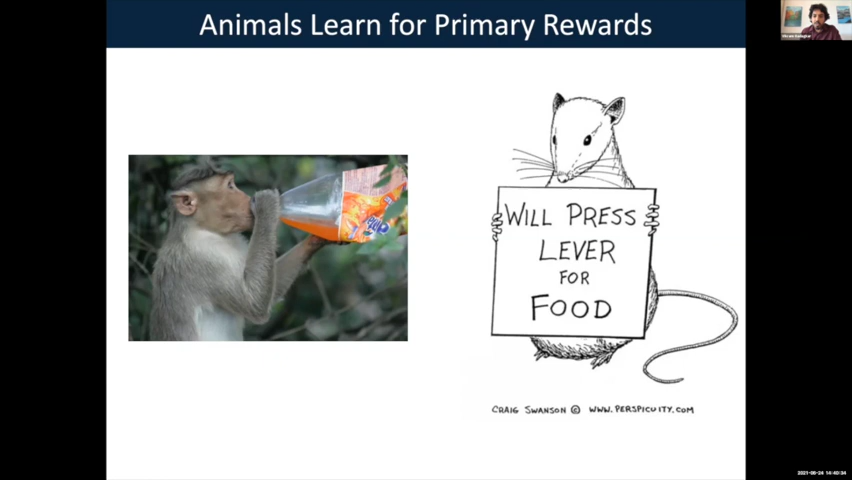 Animals Learn for Primary Rewards
WILL PRESS
LEVER
FOR
FOOD
CRAIG SWANSON © WWW.PERSPICUITY.COM
2021-06-24 14:40:34